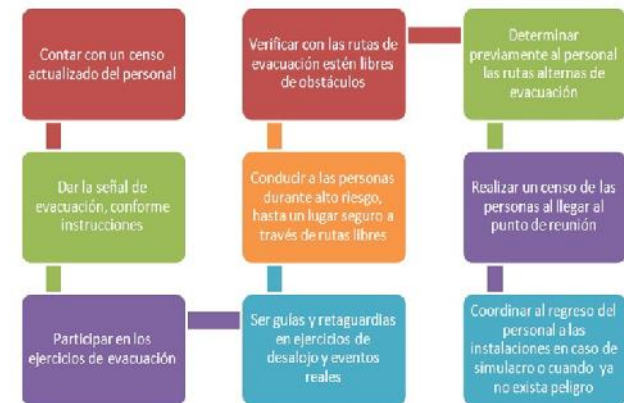 Contar con un censo
actualizado del personal
Dar la señal de
evacuación, conforme
instrucciones
Participar en los
ejercicios de evacuación
Ser guías y retaguardias
en ejercicios de
desalojo y eventos
reales
Conducir a las personas
durante alto riesgo,
hasta un lugar seguro a
través de rutas libres
Verificar con las rutas de
evacuación estén libres
de obstáculos
Determinar
previamente al personal
las rutas alternas de
evacuación
Realizar un censo de las
personas al llegar al
punto de reunión
Coordinar al regreso del
personal a las
instalaciones en caso de
simulacro o cuando ya
no exista peligro